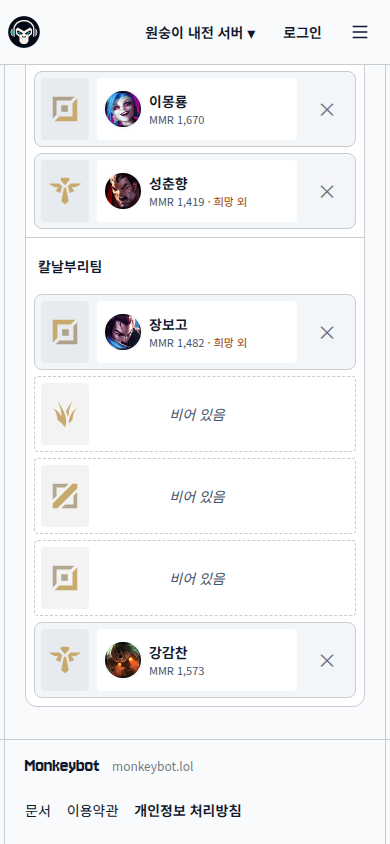 원숭이 내전 서버 ▾ 로그인
이몽룡
MMR 1,670
성춘향
MMR 1,419 · 희망 외
칼날부리팀
장보고
MMR 1,482 · 희망 외
비어 있음
비어 있음
비어 있음
강감찬
MMR 1,573
Monkeybot monkeybot.lol
문서 이용약관 개인정보 처리방침